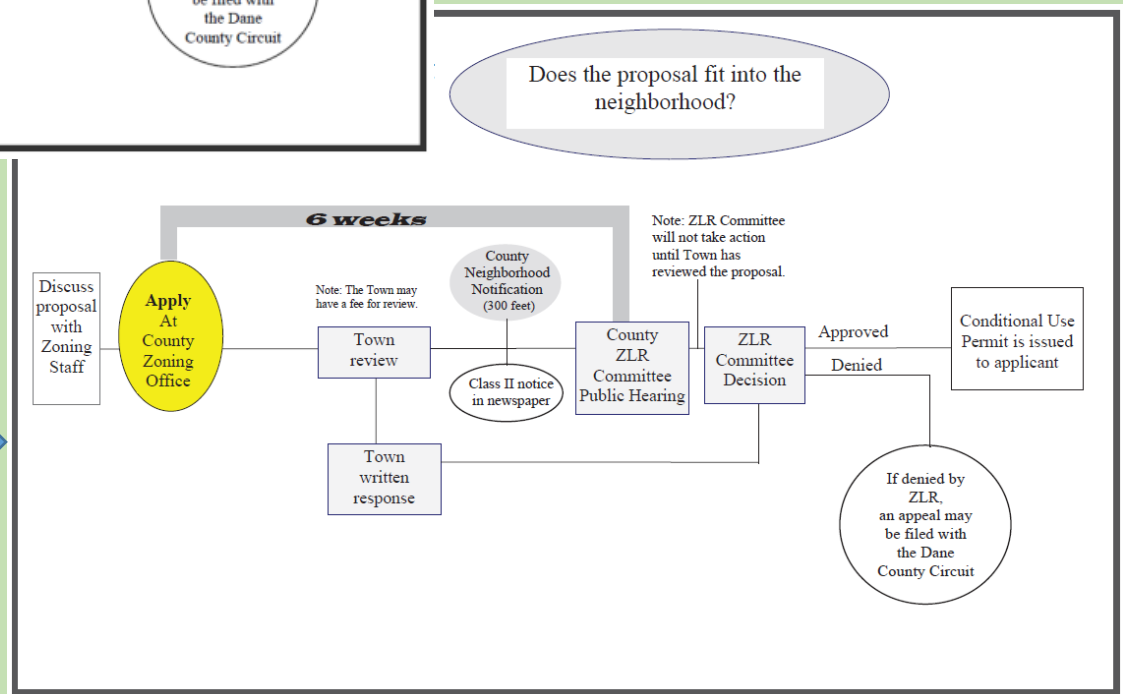 be filed with
the Dane
County Circuit
Does the proposal fit into the
neighborhood?
6 weeks
Note: ZLR Committee
will not take action
until Town has
reviewed the proposal.
Discuss
proposal
with
Zoning
Staff
Apply
At
County
Zoning
Office
Note: The Town may
have a fee for review.
Town
review
County
Neighborhood
Notification
(300 feet)
Class II notice
in newspaper
County
ZLR
Committee
Public Hearing
ZLR
Committee
Decision
Approved
Denied
Conditional Use
Permit is issued
to applicant
Town
written
response
If denied by
ZLR,
an appeal may
be filed with
the Dane
County Circuit